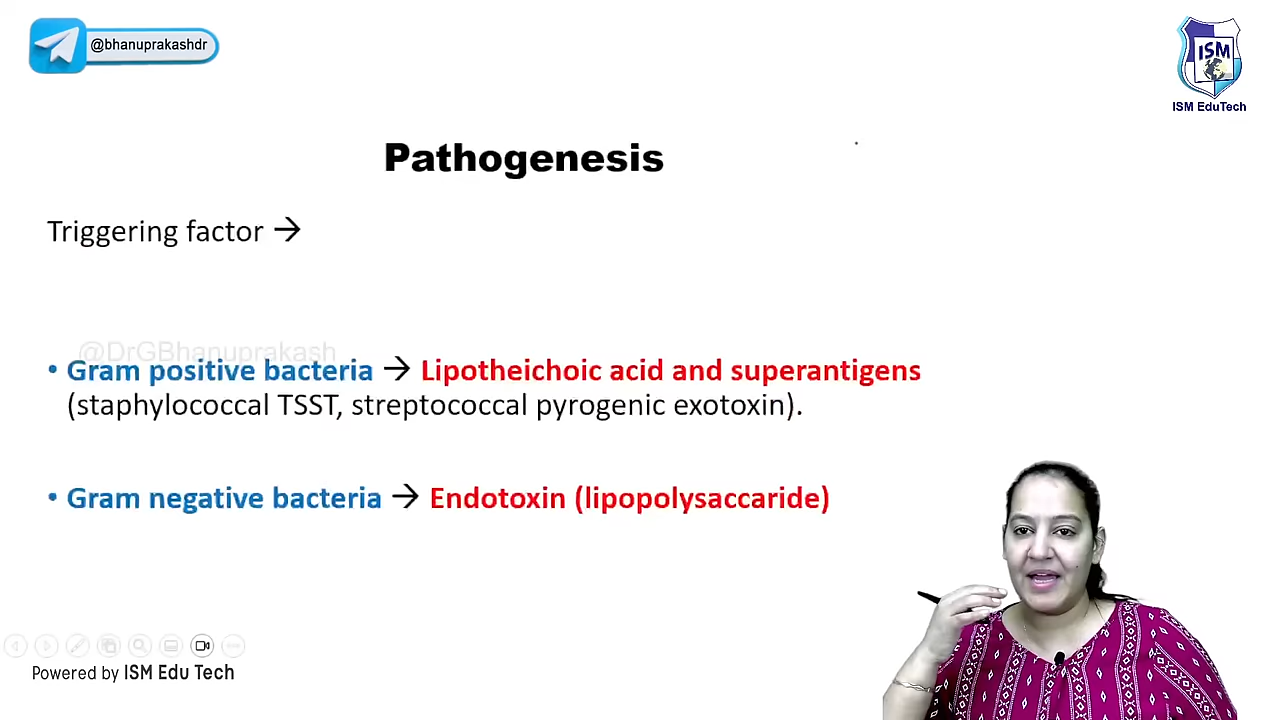 @bhanuprakashdr
ISM
ISM EduTech
Pathogenesis
Triggering factor →
@DrGBhanuprakash
• Gram positive bacteria → Lipotheichoic acid and superantigens
(staphylococcal TSST, streptococcal pyrogenic exotoxin).
• Gram negative bacteria → Endotoxin (lipopolysaccaride)
Powered by ISM Edu Tech